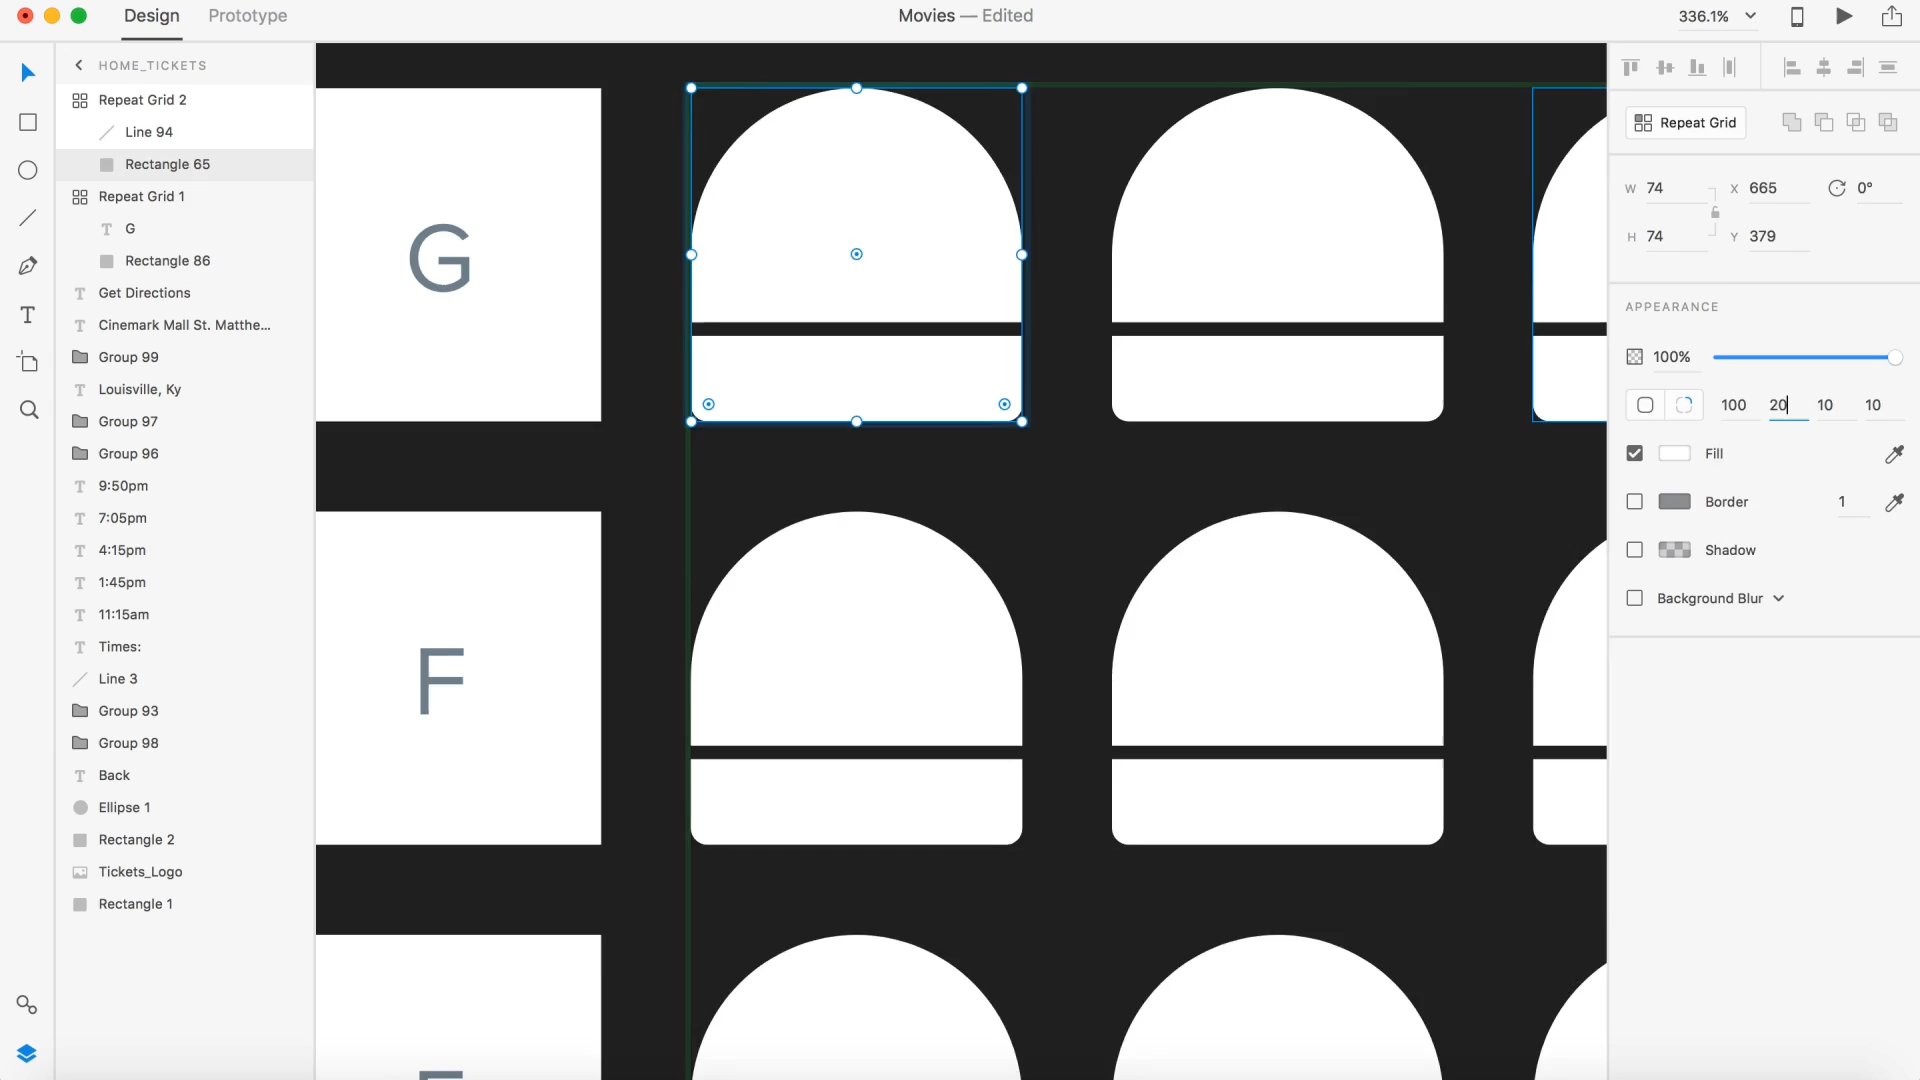 Design
Prototype
Movies — Edited
336.1%
HOME_TICKETS
Repeat Grid 2
Line 94
Rectangle 65
Repeat Grid 1
G
Rectangle 86
Get Directions
Cinemark Mall St. Matthe...
Group 99
Louisville, Ky
Group 97
Group 96
9:50pm
7:05pm
4:15pm
1:45pm
11:15am
Times:
Line 3
Group 93
Group 98
Back
Ellipse 1
Rectangle 2
Tickets_Logo
Rectangle 1
G
F
Repeat Grid
W 74 X 665 0°
H 74 Y 379
APPEARANCE
100%
100 20 10 10
Fill
Border 1
Shadow
Background Blur